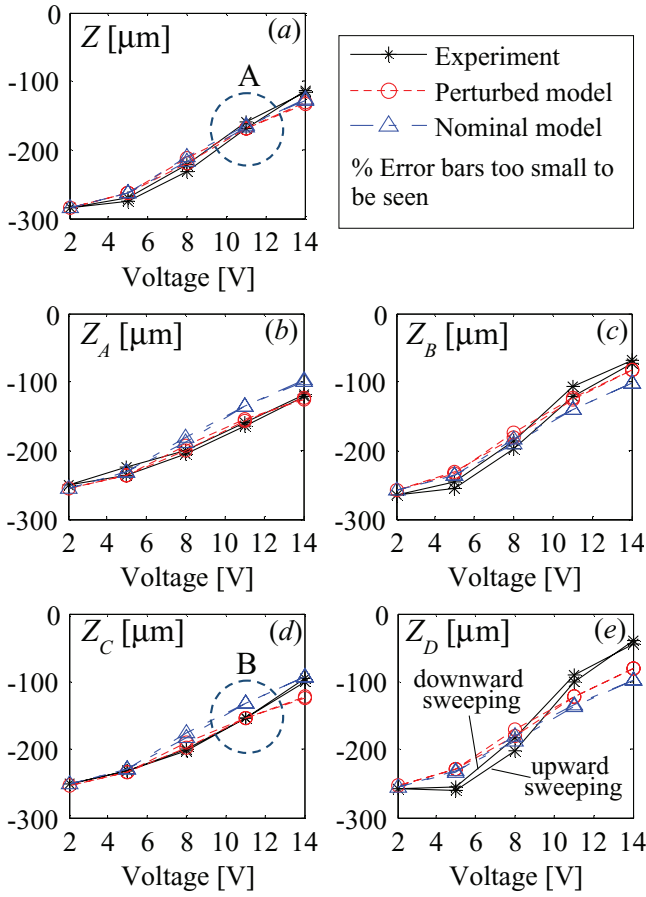 0
Z [μm]
(a)
A
-100
-200
-300
2 4 6 8 10 12 14
Voltage [V]
Experiment
Perturbed model
Nominal model
% Error bars too small to
be seen
0
Z_A [μm]
(b)
-100
-200
-300
2 4 6 8 10 12 14
Voltage [V]
0
Z_B [μm]
(c)
-100
-200
-300
2 4 6 8 10 12 14
Voltage [V]
0
Z_C [μm]
(d)
B
-100
-200
-300
2 4 6 8 10 12 14
Voltage [V]
0
Z_D [μm]
(e)
downward
sweeping
upward
sweeping
-100
-200
-300
2 4 6 8 10 12 14
Voltage [V]